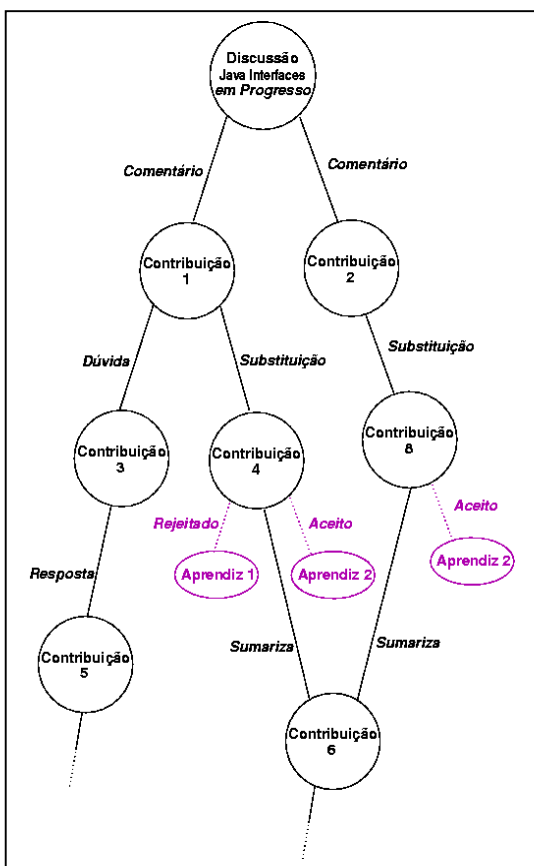 Discussão
Java Interfaces
em Progresso
Comentário
Comentário
Contribuição
1
Contribuição
2
Dúvida
Substituição
Substituição
Contribuição
3
Contribuição
4
Contribuição
8
Rejeitado
Aceito
Aceito
Aprendiz 1
Aprendiz 2
Aprendiz 2
Resposta
Sumariza
Sumariza
Contribuição
5
Contribuição
6